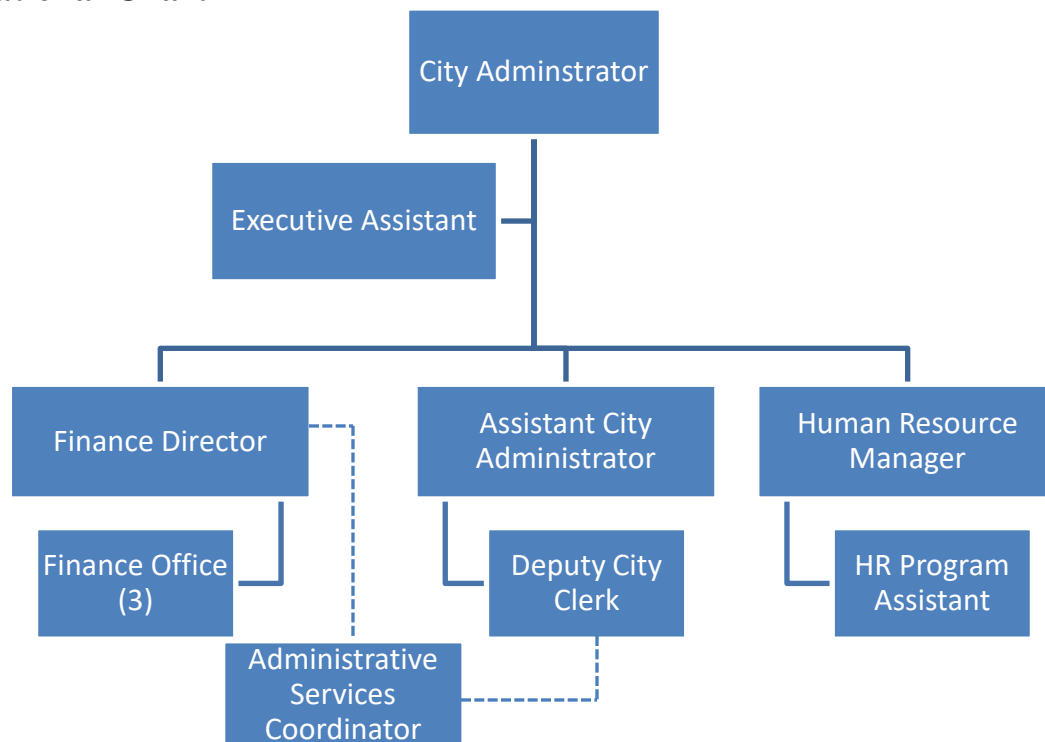 City Adminstrator
Executive Assistant
Finance Director
Assistant City
Administrator
Human Resource
Manager
Finance Office
(3)
Deputy City
Clerk
HR Program
Assistant
Administrative
Services
Coordinator